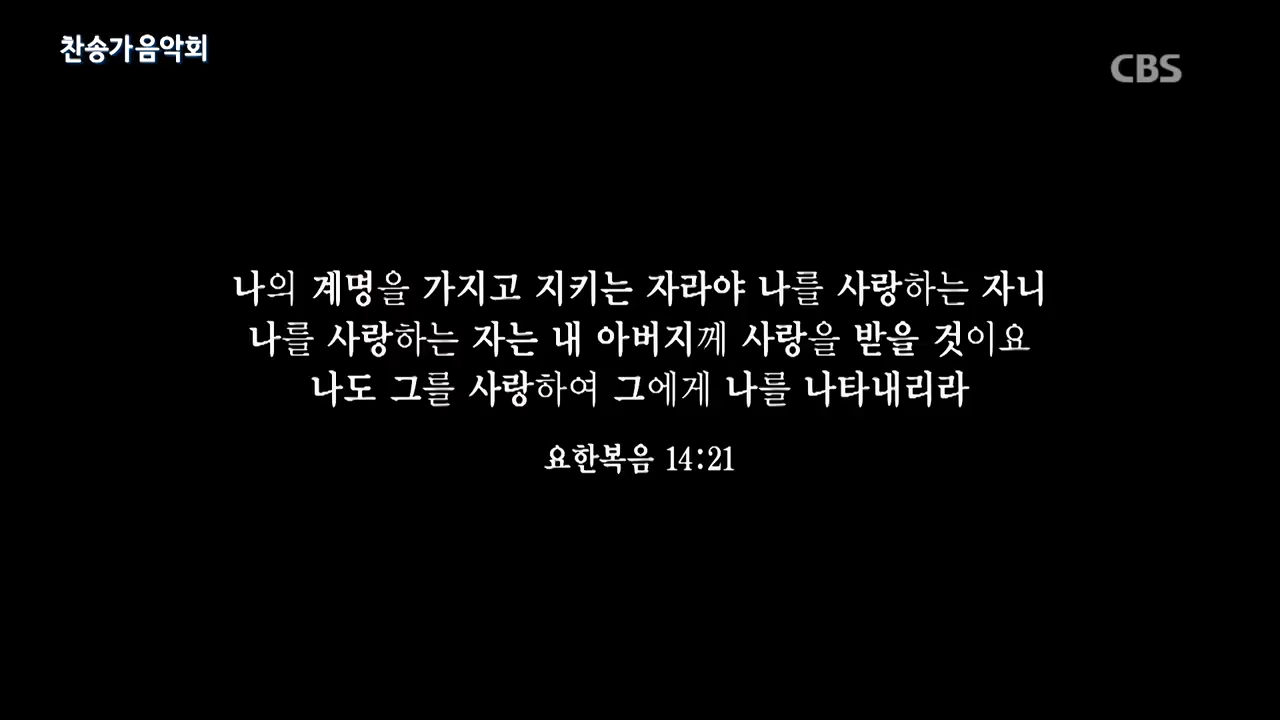 찬송가음악회
CBS
나의 계명을 가지고 지키는 자라야 나를 사랑하는 자니
나를 사랑하는 자는 내 아버지께 사랑을 받을 것이요
나도 그를 사랑하여 그에게 나를 나타내리라
요한복음 14:21